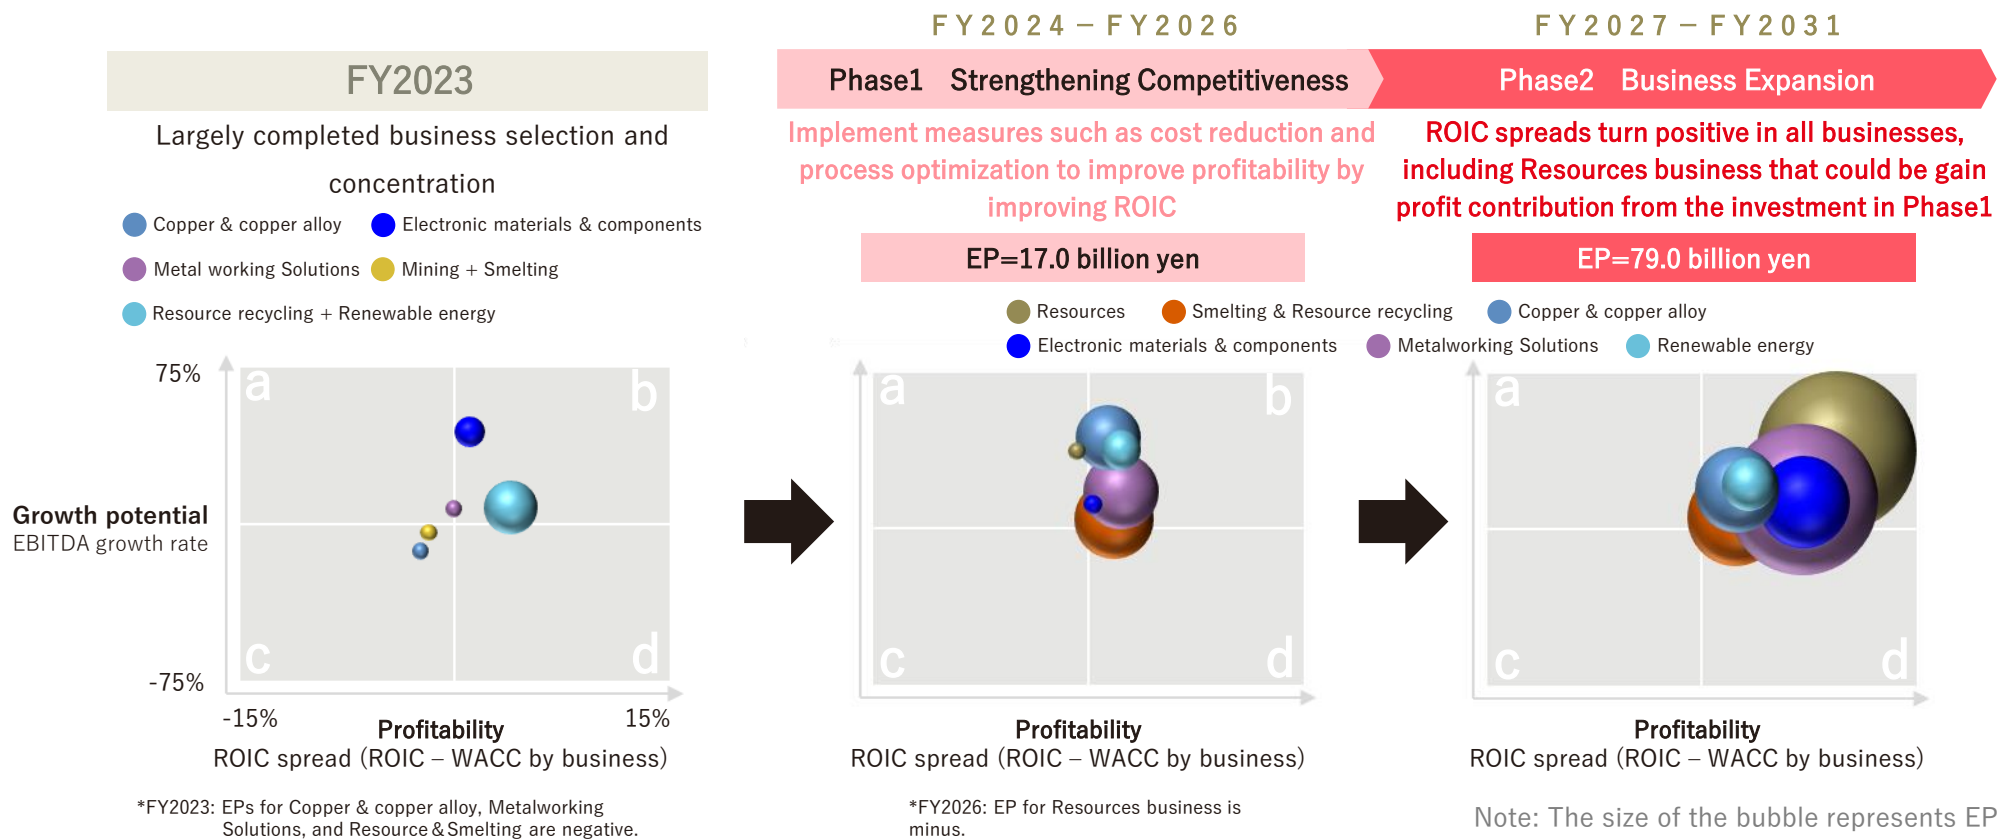 FY2023
Largely completed business selection and
concentration
Copper & copper alloy
Electronic materials & components
Metal working Solutions
Mining + Smelting
Resource recycling + Renewable energy
75%
a
b
Growth potential
EBITDA growth rate
c
d
-75%
-15%
15%
Profitability
ROIC spread (ROIC – WACC by business)
*FY2023: EPs for Copper & copper alloy, Metalworking
Solutions, and Resource & Smelting are negative.
FY2024－FY2026
Phase1 Strengthening Competitiveness
Implement measures such as cost reduction and
process optimization to improve profitability by
improving ROIC
EP=17.0 billion yen
FY2027－FY2031
Phase2 Business Expansion
ROIC spreads turn positive in all businesses,
including Resources business that could be gain
profit contribution from the investment in Phase1
EP=79.0 billion yen
Resources
Smelting & Resource recycling
Copper & copper alloy
Electronic materials & components
Metalworking Solutions
Renewable energy
a
b
c
d
Profitability
ROIC spread (ROIC – WACC by business)
*FY2026: EP for Resources business is
minus.
a
c
d
Profitability
ROIC spread (ROIC – WACC by business)
Note: The size of the bubble represents EP